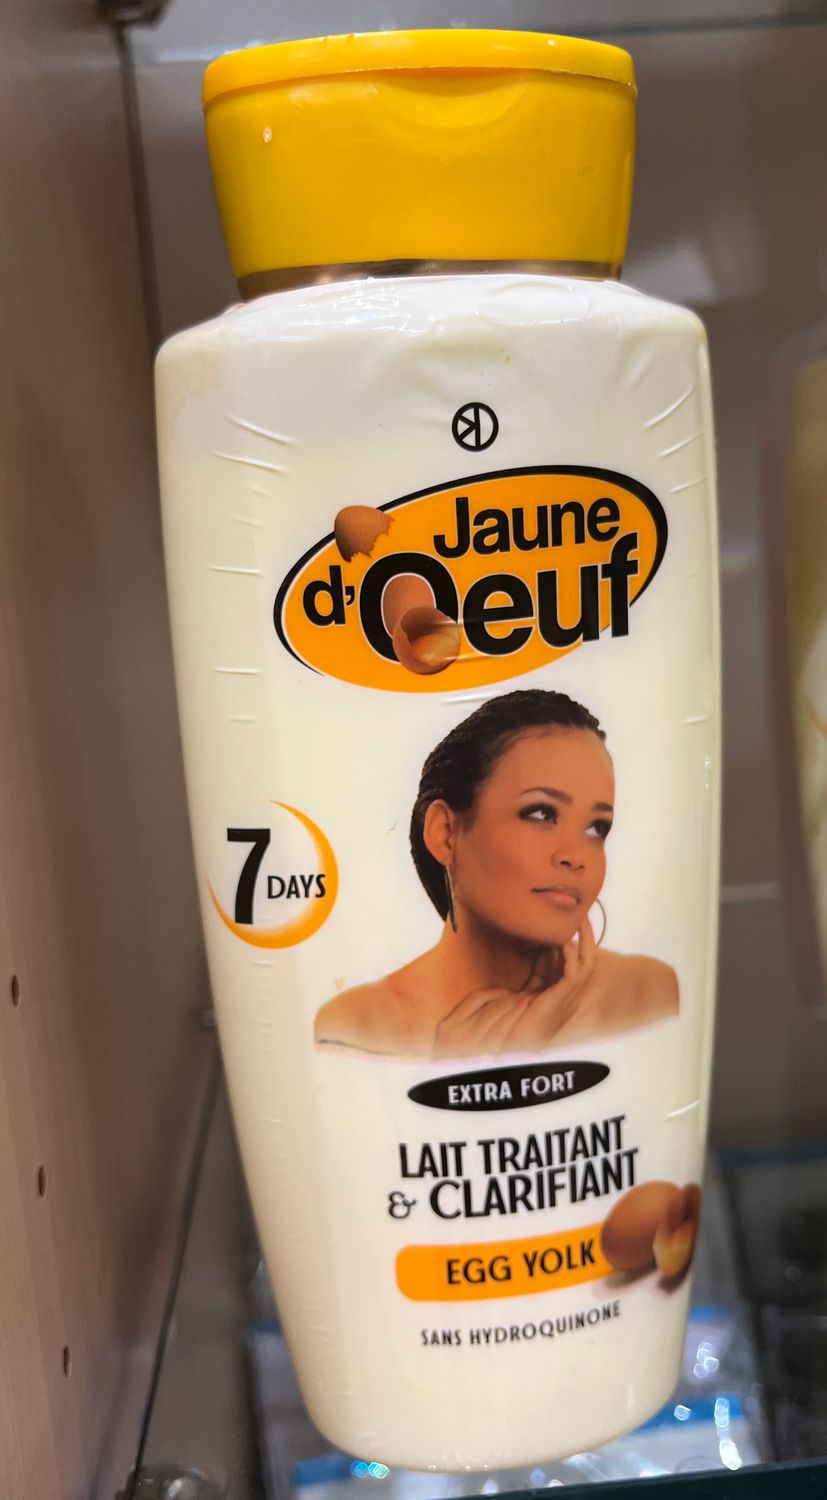 Jaune
d'Oeuf
7 DAYS
EXTRA FORT
LAIT TRAITANT
& CLARIFIANT
EGG YOLK
SANS HYDROQUINONE